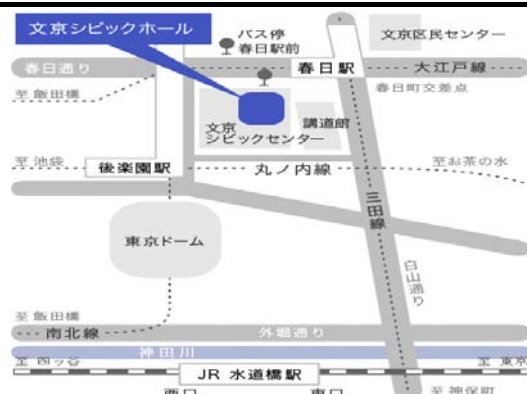 文京シビックホール
バス停
春日駅前
文京区民センター
春日通り
春日駅
大江戸線
至飯田橋
春日町交差点
文京
シビックセンター
講道館
至池袋
後楽園駅
丸ノ内線
至お茶の水
三田線
東京ドーム
白山通り
至飯田橋
南北線
外堀通り
神田川
至四ッ谷
JR 水道橋駅
至東京
至神保町